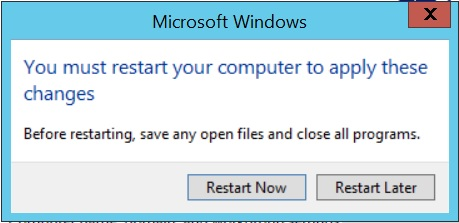 Microsoft Windows
X
You must restart your computer to apply these
changes
Before restarting, save any open files and close all programs.
Restart Now
Restart Later